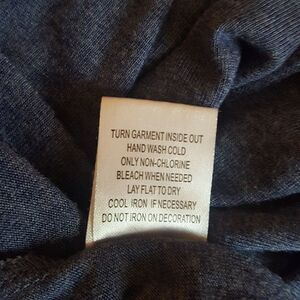 TURN GARMENT INSIDE OUT
HAND WASH COLD
ONLY NON-CHLORINE
BLEACH WHEN NEEDED
LAY FLAT TO DRY
COOL IRON IF NECESSARY
DO NOT IRON ON DECORATION